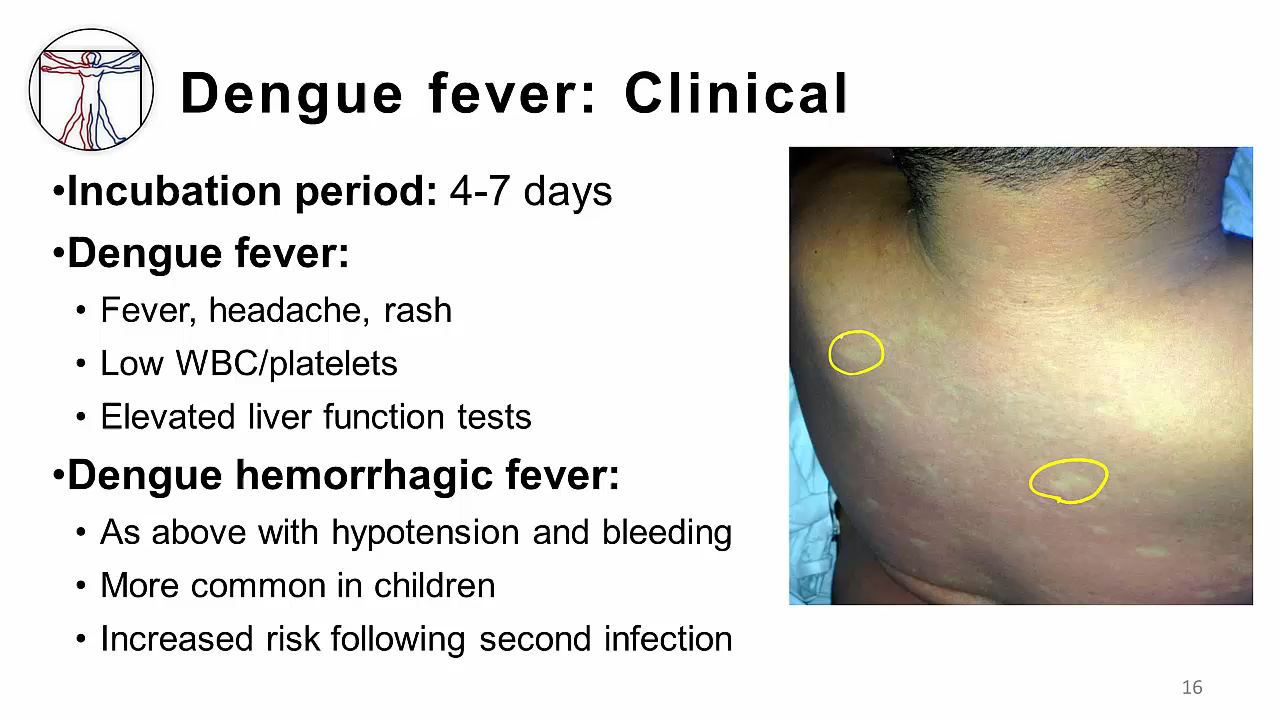 Dengue fever: Clinical
•Incubation period: 4-7 days
•Dengue fever:
• Fever, headache, rash
• Low WBC/platelets
• Elevated liver function tests
•Dengue hemorrhagic fever:
• As above with hypotension and bleeding
• More common in children
• Increased risk following second infection
16